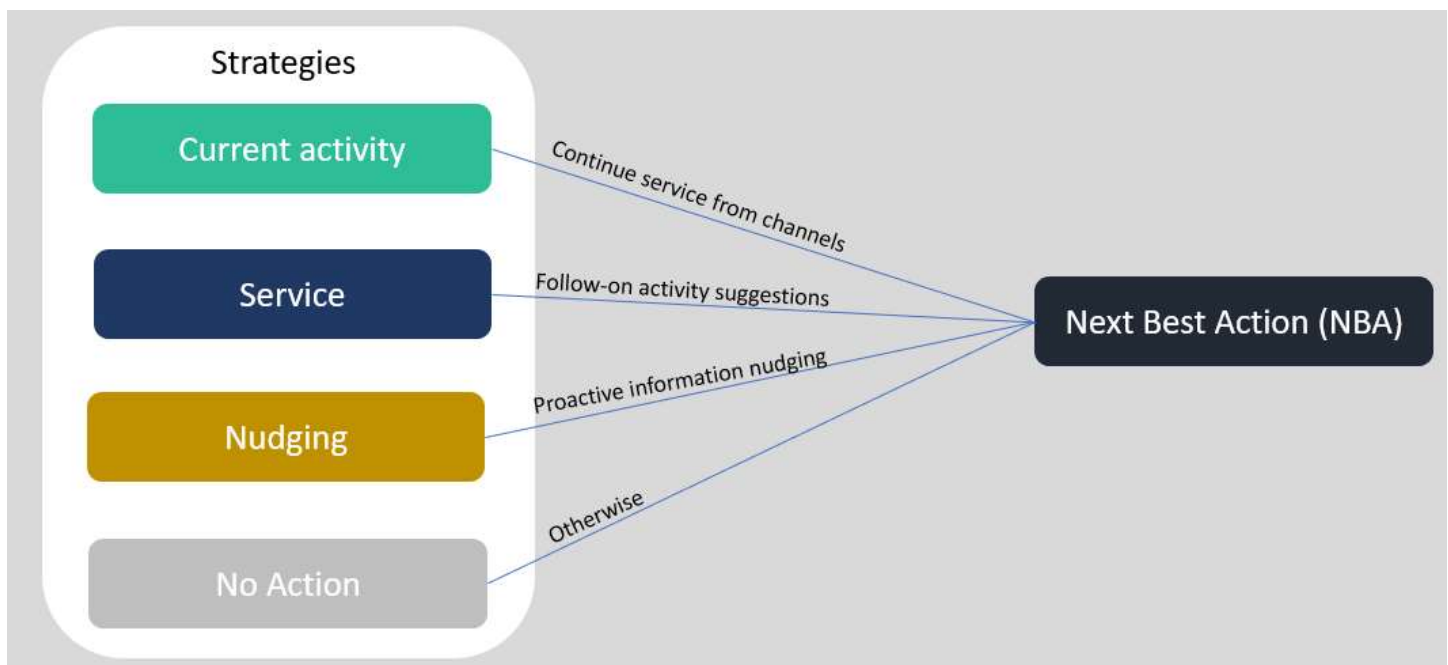 Strategies
Current activity
Continue service from channels
Service
Follow-on activity suggestions
Next Best Action (NBA)
Nudging
Proactive information nudging
No Action
Otherwise